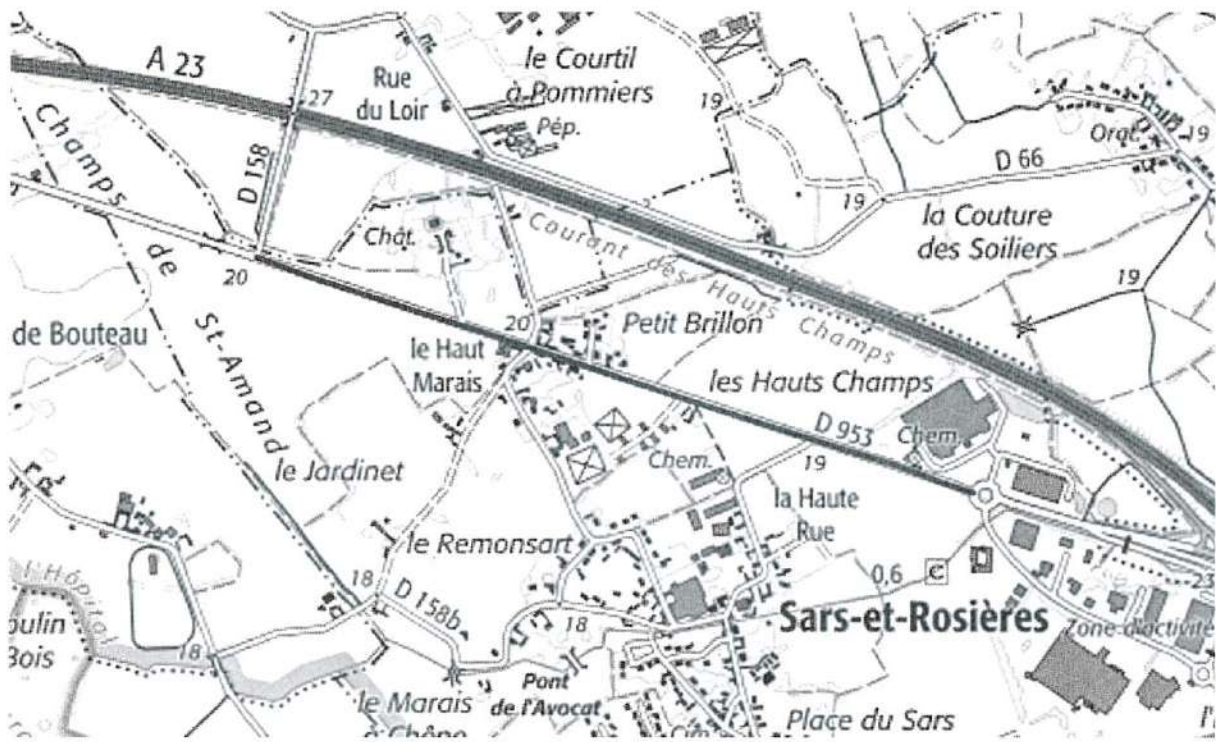 A 23
27
Rue
du Loir
le Courtil
à Pommiers
Pép.
19
Orat.
19
D 66
D 158
Champs de St-Amand
Chât.
Courant des Hauts Champs
19
la Couture
des Soiliers
19
20
20
Petit Brillon
de Bouteau
le Haut
Marais
les Hauts Champs
D 953
Chem.
le Jardinet
Chem.
19
la Haute
Rue
le Remonsart
0,6
C
18
D 158b
18
Sars-et-Rosières
23
Zone d'activité
l'Hôpital
oulin
Bois
18
Pont
de l'Avocat
le Marais
à Chêne
Place du Sars
l'